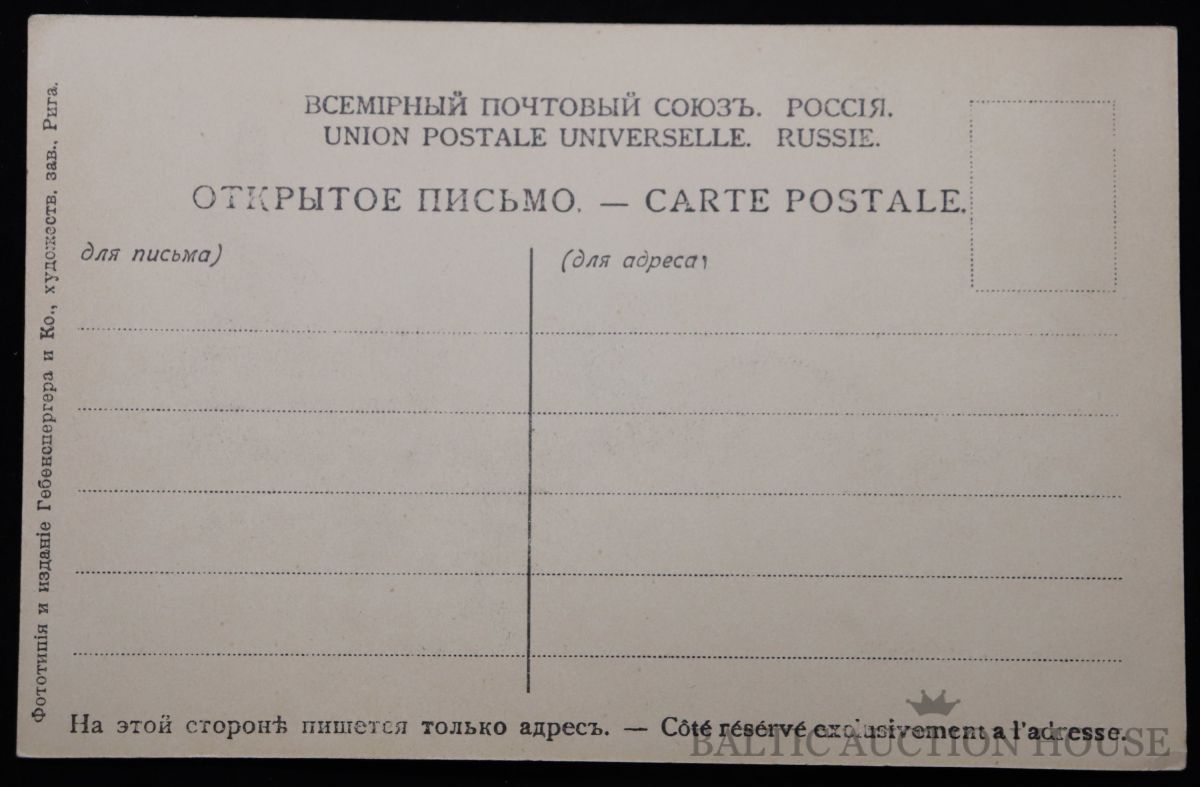 ВСЕМІРНЫЙ ПОЧТОВЫЙ СОЮЗЪ. РОССІЯ.
UNION POSTALE UNIVERSELLE. RUSSIE.
ОТКРЫТОЕ ПИСЬМО. — CARTE POSTALE.
для письма)
(для адреса)
Фототипія и изданіе Гебенспергера и Ко., художеств. зав., Рига.
На этой сторонѣ пишется только адресъ. — Côté résérvé exclusivement a l'adresse.
BALTIC AUCTION HOUSE